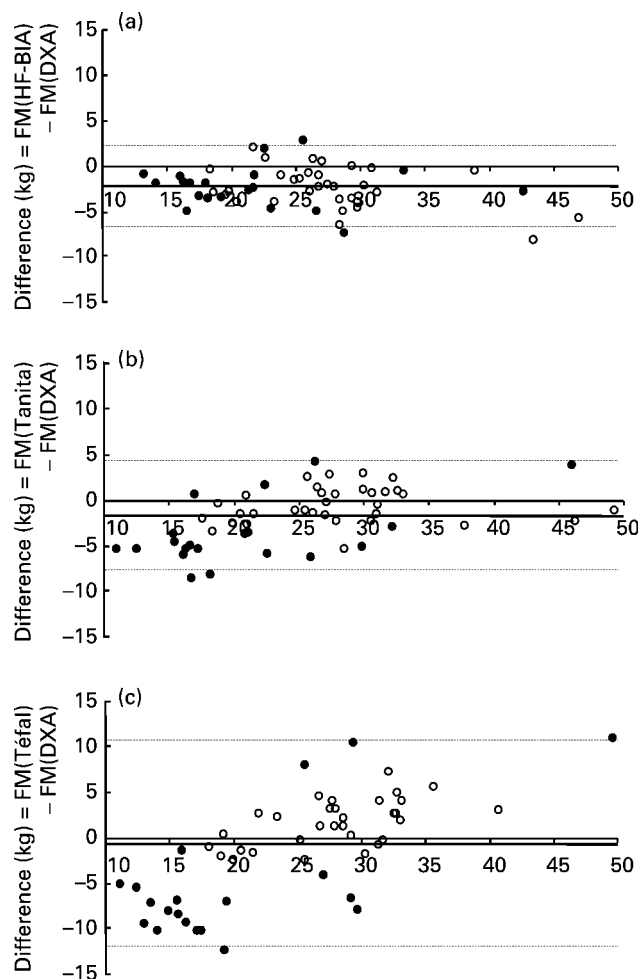 (a)
Difference (kg) = FM(HF-BIA)
− FM(DXA)
15
10
5
0
−5
−10
−15
10 15 20 25 30 35 40 45 50
(b)
Difference (kg) = FM(Tanita)
− FM(DXA)
15
10
5
0
−5
−10
−15
10 15 20 25 30 35 40 45 50
(c)
Difference (kg) = FM(Téfal)
− FM(DXA)
15
10
5
0
−5
−10
−15
10 15 20 25 30 35 40 45 50